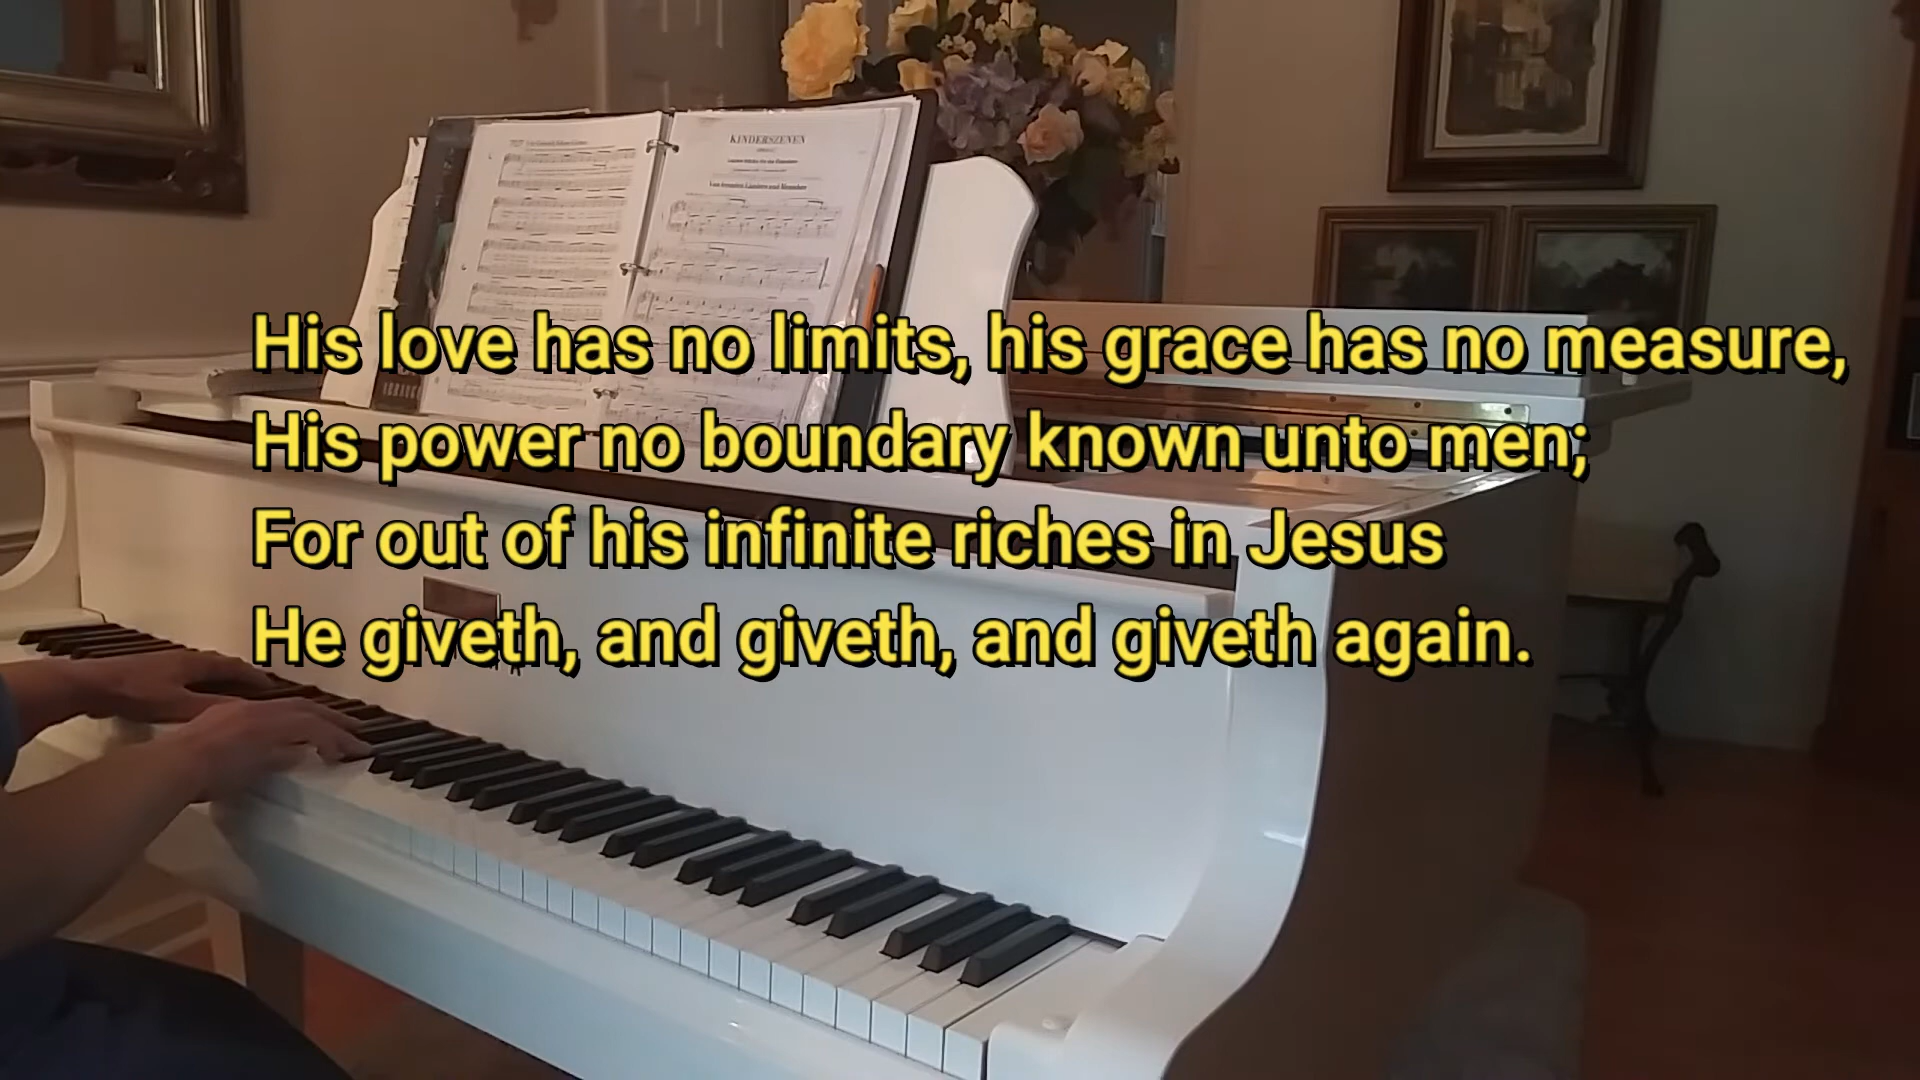 KINDERSZENEN
His love has no limits, his grace has no measure,
His power no boundary known unto men;
For out of his infinite riches in Jesus
He giveth, and giveth, and giveth again.